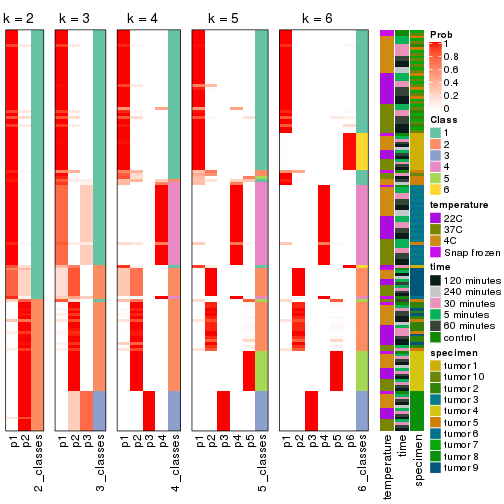 k = 2 k = 3 k = 4 k = 5 k = 6
p1 p2 2_classes
p1 p2 p3 3_classes
p1 p2 p3 p4 4_classes
p1 p2 p3 p4 p5 5_classes
p1 p2 p3 p4 p5 p6 6_classes
temperature time specimen
Prob
1
0.8
0.6
0.4
0.2
0
Class
1
2
3
4
5
6
temperature
22C
37C
4C
Snap frozen
time
120 minutes
240 minutes
30 minutes
5 minutes
60 minutes
control
specimen
tumor 1
tumor 10
tumor 2
tumor 3
tumor 4
tumor 5
tumor 6
tumor 7
tumor 8
tumor 9